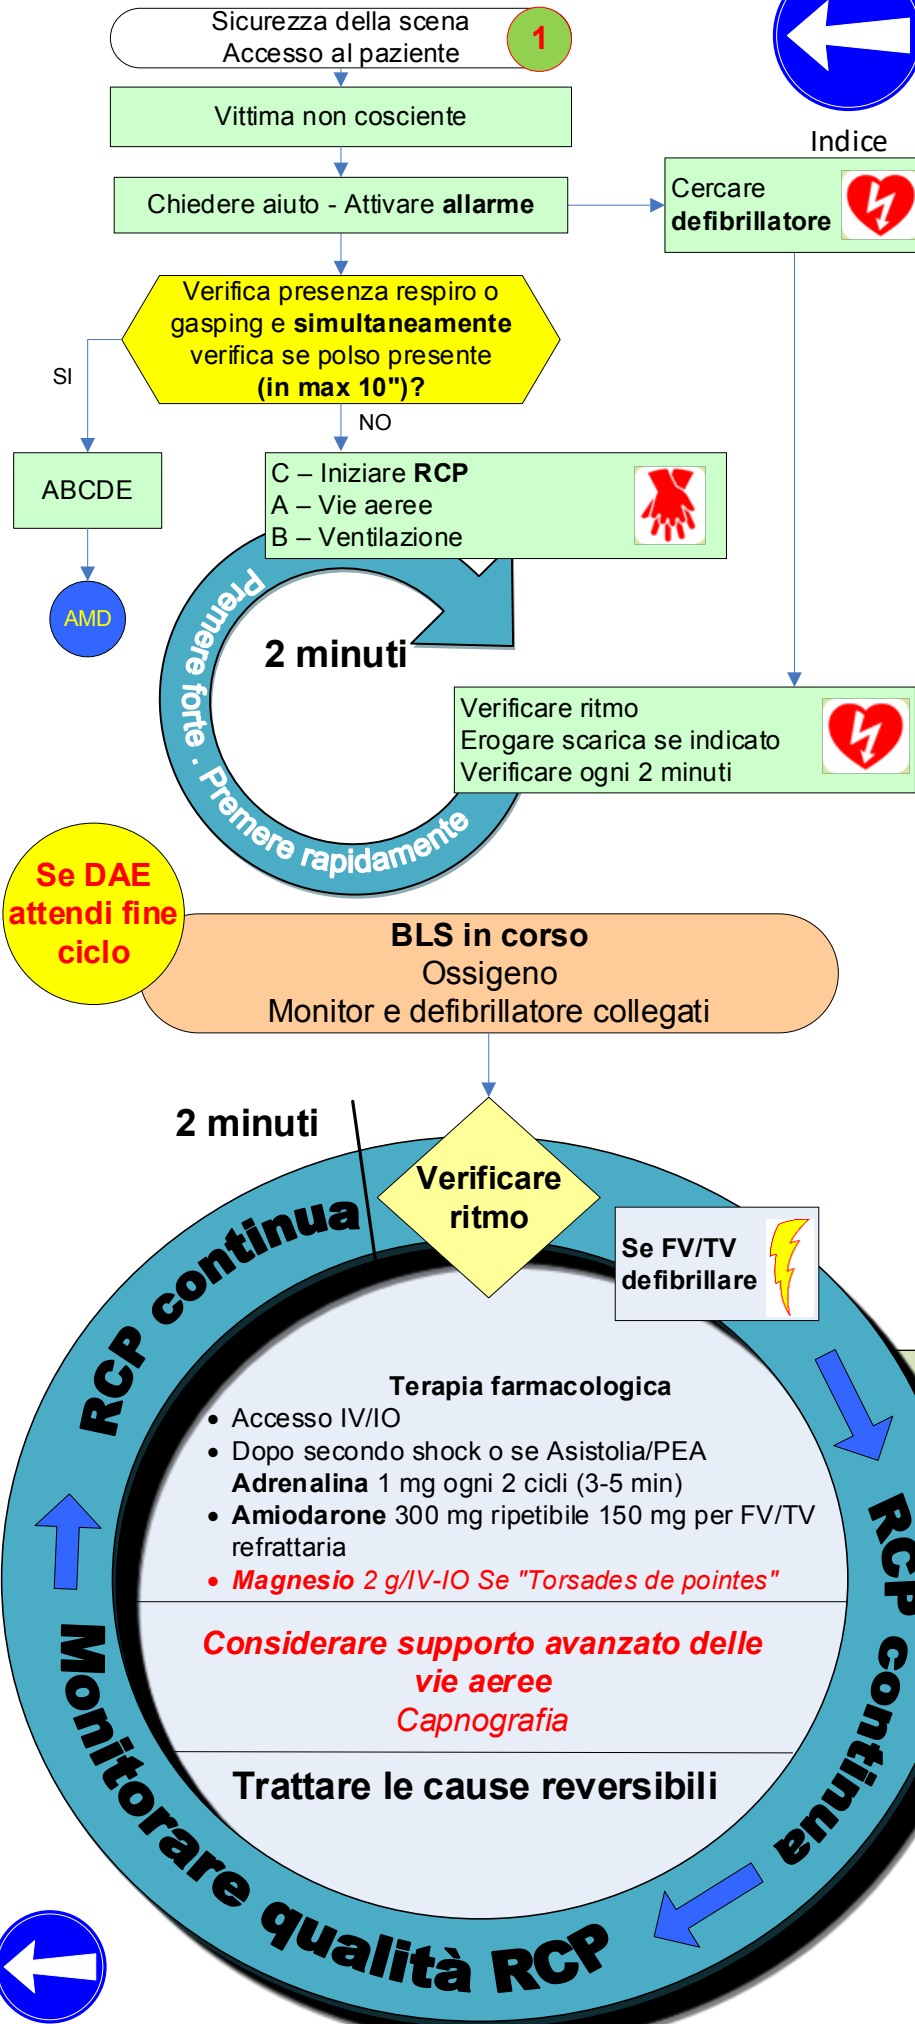 Sicurezza della scena
Accesso al paziente
1
Vittima non cosciente
Indice
Chiedere aiuto - Attivare allarme
Cercare
defibrillatore
Verifica presenza respiro o
gasping e simultaneamente
verifica se polso presente
(in max 10")?
SI
NO
ABCDE
C – Iniziare RCP
A – Vie aeree
B – Ventilazione
AMD
2 minuti
Premere forte . Premere rapidamente
Verificare ritmo
Erogare scarica se indicato
Verificare ogni 2 minuti
Se DAE
attendi fine
ciclo
BLS in corso
Ossigeno
Monitor e defibrillatore collegati
2 minuti
Verificare
ritmo
Se FV/TV
defibrillare
RCP continua
Terapia farmacologica
• Accesso IV/IO
• Dopo secondo shock o se Asistolia/PEA
Adrenalina 1 mg ogni 2 cicli (3-5 min)
• Amiodarone 300 mg ripetibile 150 mg per FV/TV
refrattaria
• Magnesio 2 g/IV-IO Se "Torsades de pointes"
RCP continua
Considerare supporto avanzato delle
vie aeree
Capnografia
Trattare le cause reversibili
Monitorare qualità RCP